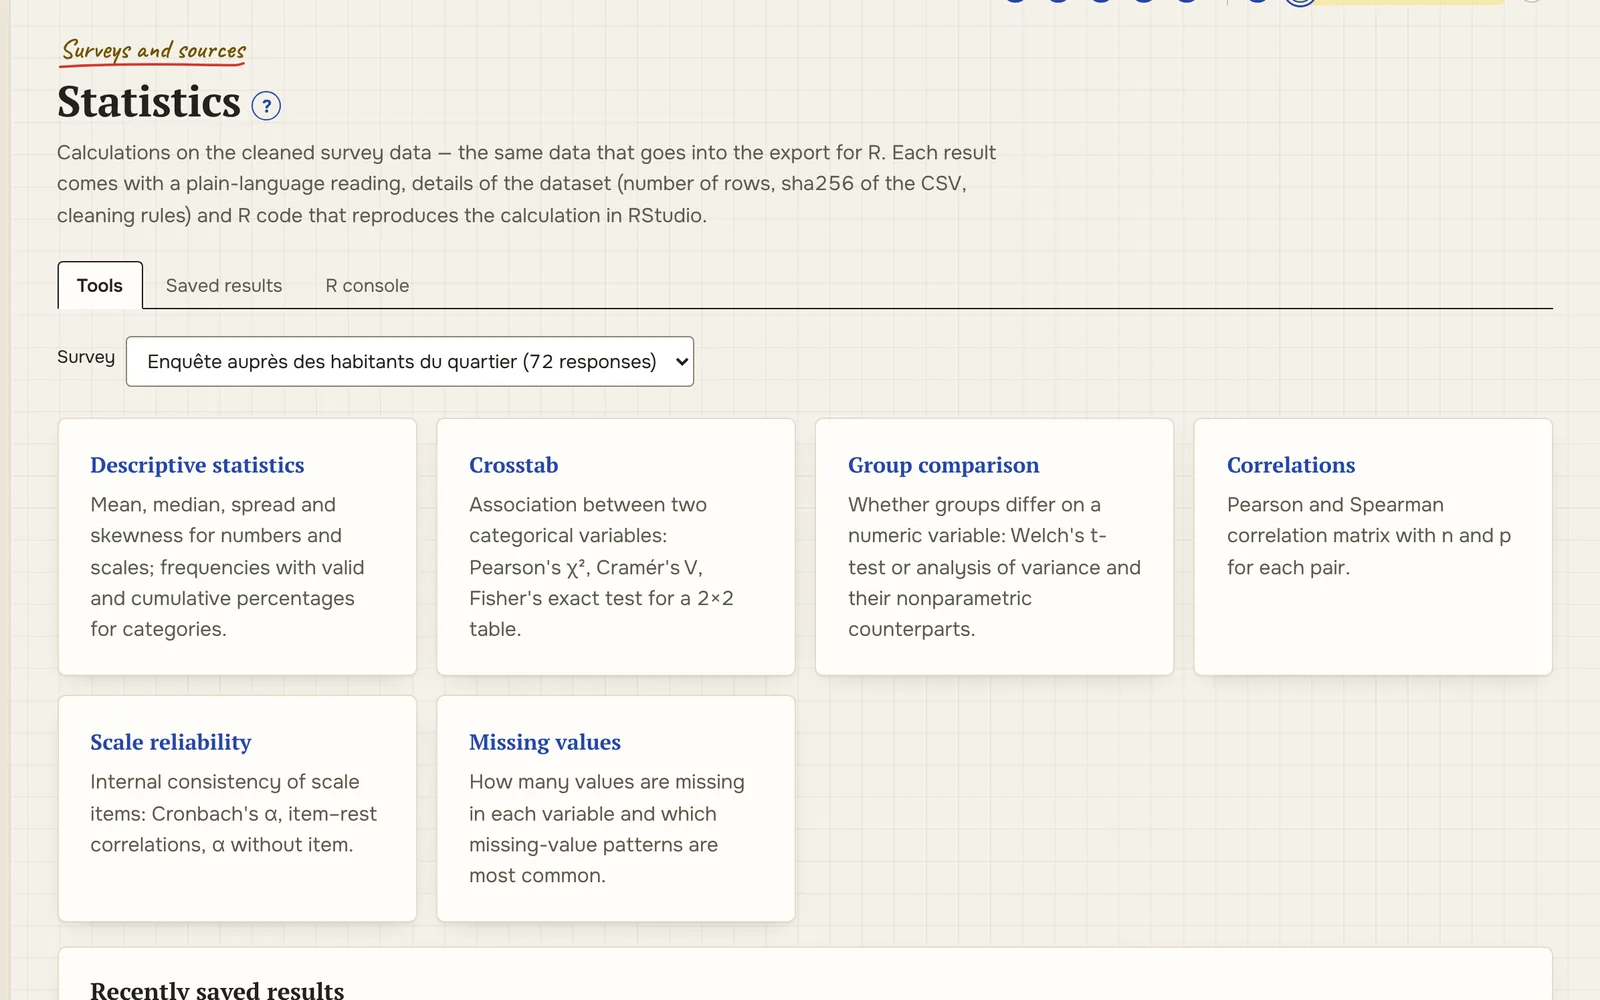 Surveys and sources
Statistics ?
Calculations on the cleaned survey data — the same data that goes into the export for R. Each result
comes with a plain-language reading, details of the dataset (number of rows, sha256 of the CSV,
cleaning rules) and R code that reproduces the calculation in RStudio.
Tools Saved results R console
Survey Enquête auprès des habitants du quartier (72 responses)
Descriptive statistics
Mean, median, spread and
skewness for numbers and
scales; frequencies with valid
and cumulative percentages
for categories.
Crosstab
Association between two
categorical variables:
Pearson's χ², Cramér's V,
Fisher's exact test for a 2×2
table.
Group comparison
Whether groups differ on a
numeric variable: Welch's t-
test or analysis of variance and
their nonparametric
counterparts.
Correlations
Pearson and Spearman
correlation matrix with n and p
for each pair.
Scale reliability
Internal consistency of scale
items: Cronbach's α, item–rest
correlations, α without item.
Missing values
How many values are missing
in each variable and which
missing-value patterns are
most common.
Recently saved results